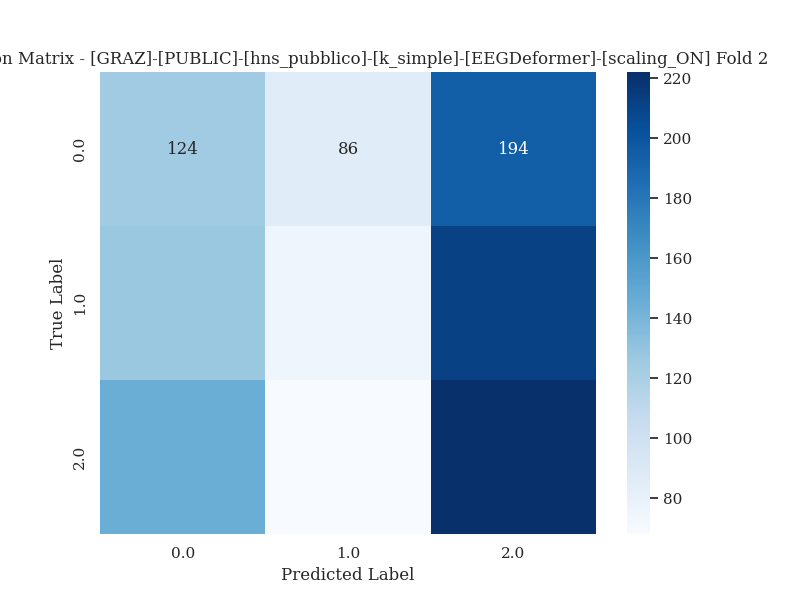 n Matrix - [GRAZ]-[PUBLIC]-[hns_pubblico]-[k_simple]-[EEGDeformer]-[scaling_ON] Fold 2
True Label
0.0
1.0
2.0
124 86 194
0.0 1.0 2.0
Predicted Label
220
200
180
160
140
120
100
80